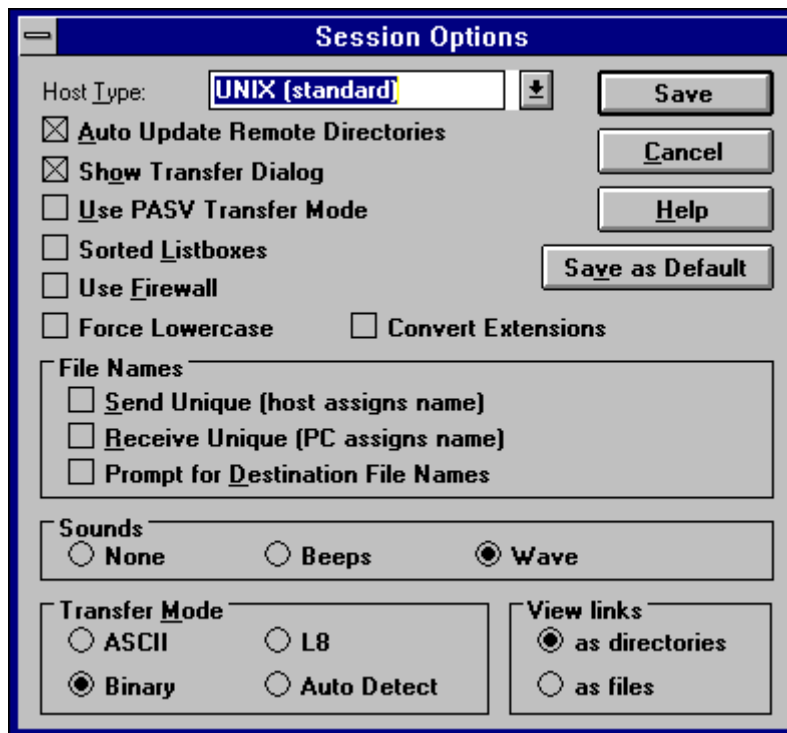 Session Options
Host Type: UNIX (standard) Save
Auto Update Remote Directories
Cancel
Show Transfer Dialog
Use PASV Transfer Mode Help
Sorted Listboxes
Save as Default
Use Firewall
Force Lowercase Convert Extensions
File Names
Send Unique (host assigns name)
Receive Unique (PC assigns name)
Prompt for Destination File Names
Sounds
None Beeps Wave
Transfer Mode View links
ASCII L8 as directories
Binary Auto Detect as files